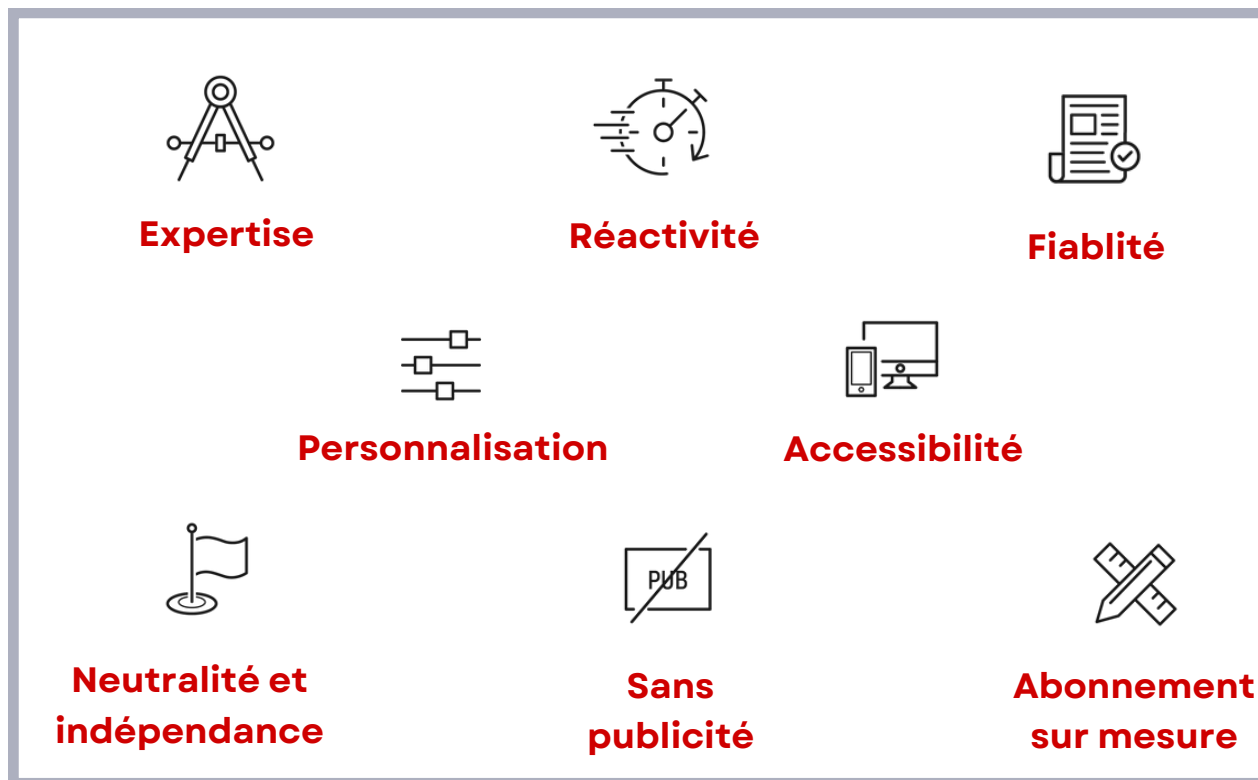 Expertise
Réactivité
Fiablité
Personnalisation
Accessibilité
PUB
Neutralité et
indépendance
Sans
publicité
Abonnement
sur mesure